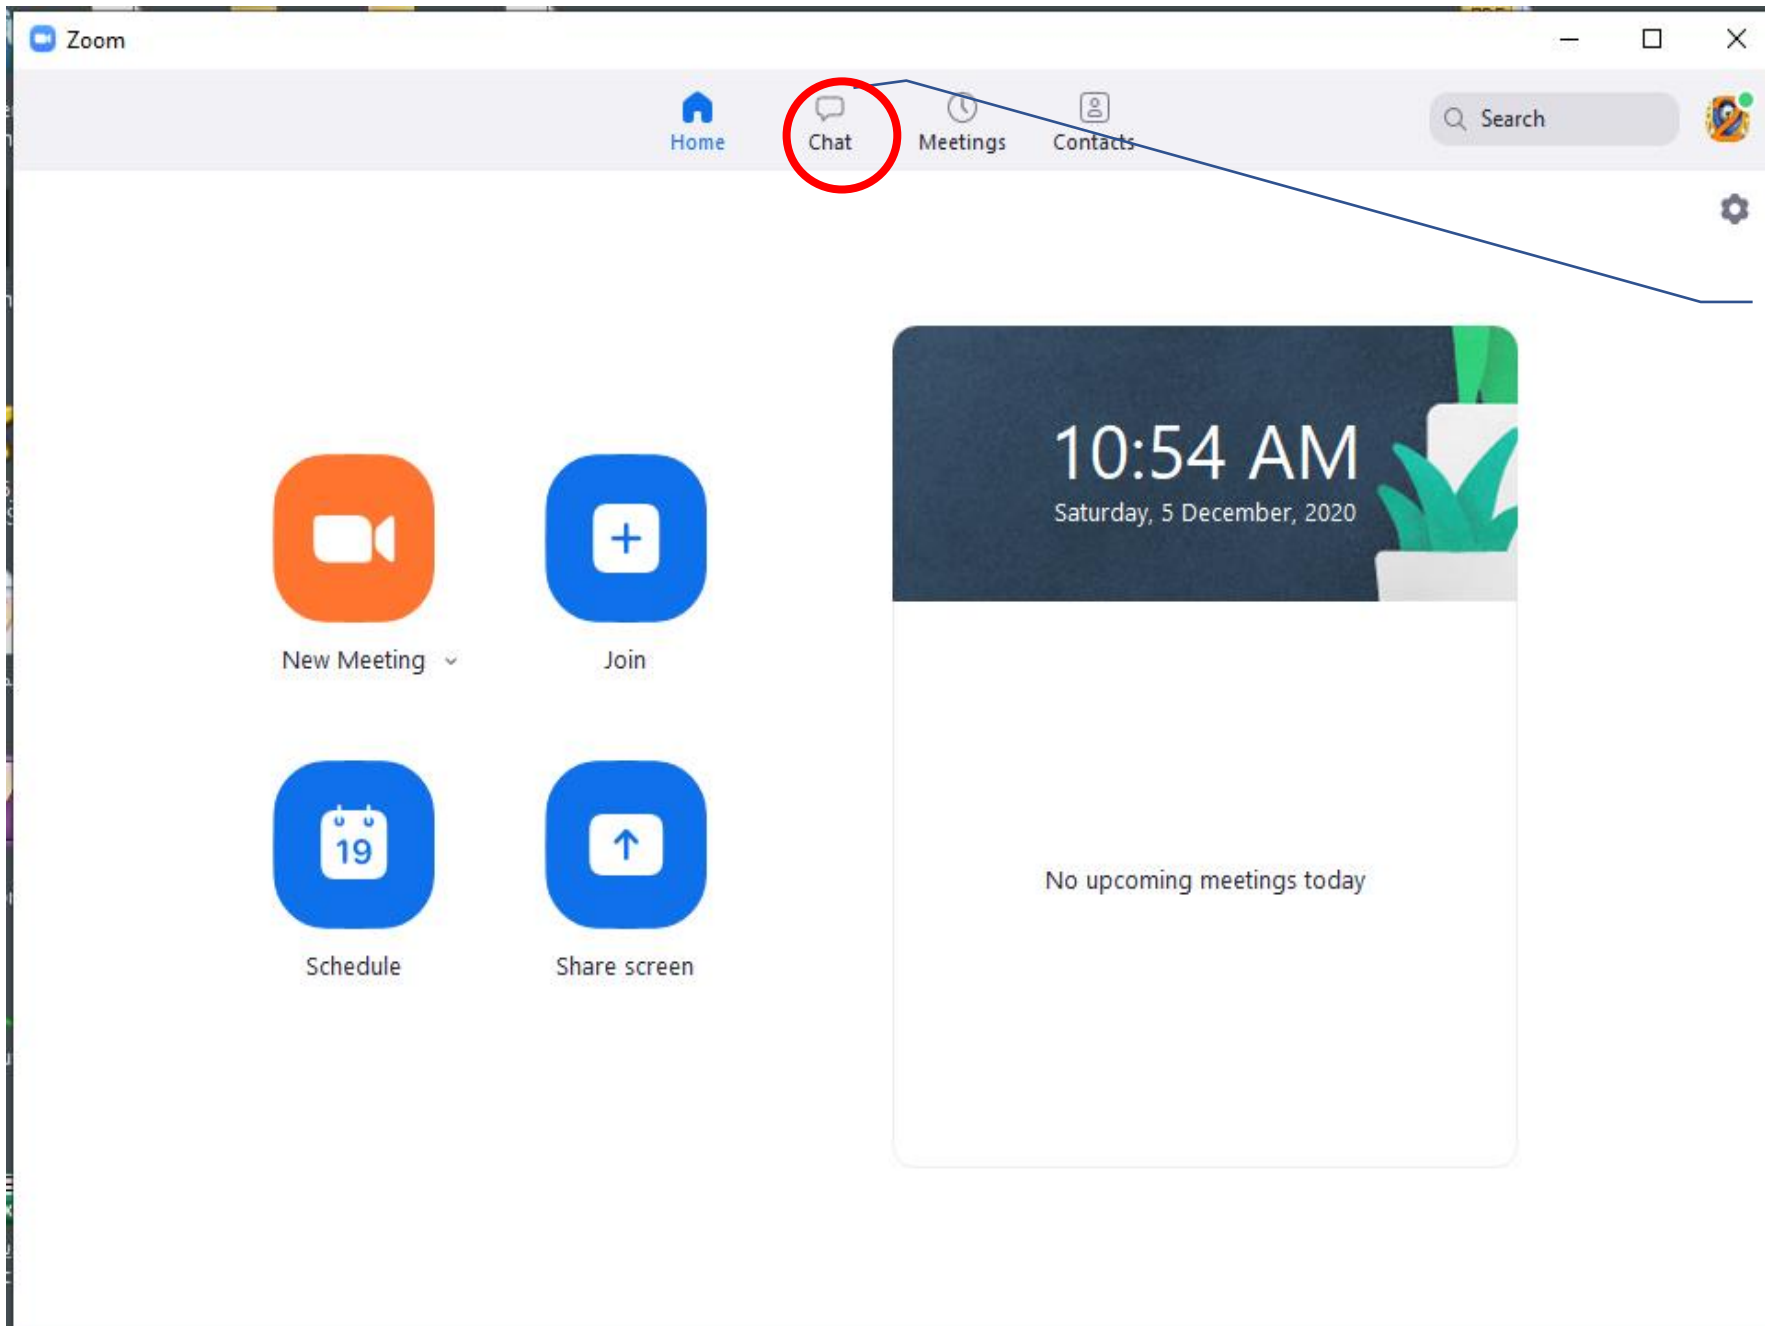 Zoom
Home Chat Meetings Contacts Search
10:54 AM
Saturday, 5 December, 2020
New Meeting Join
19
Schedule Share screen
No upcoming meetings today